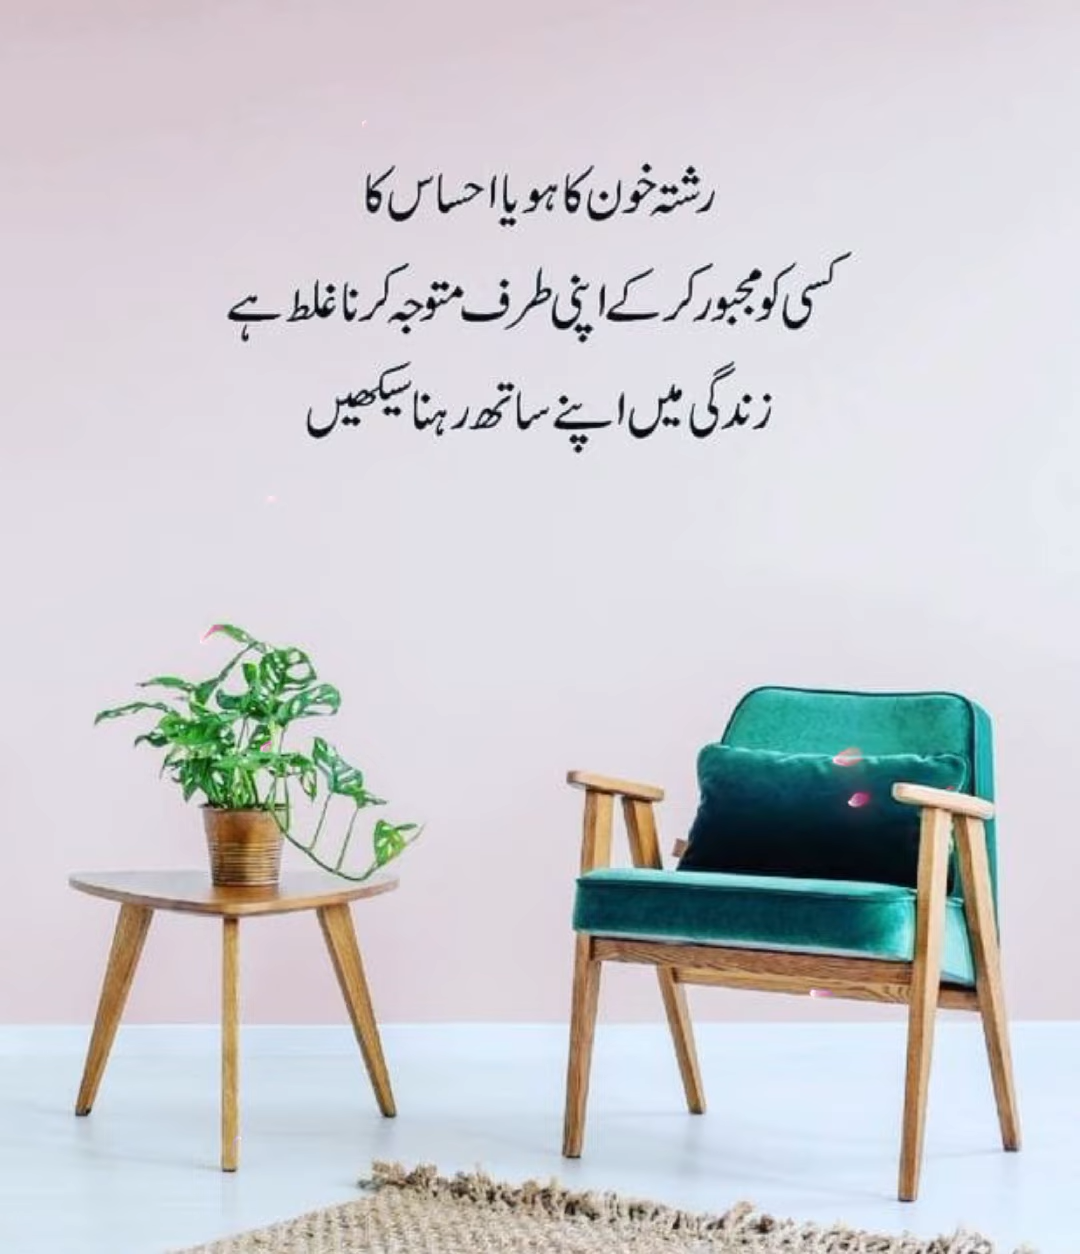 رشتہ خون کا ہو یا احساس کا
کسی کو مجبور کر کے اپنی طرف متوجہ کرنا غلط ہے
زندگی میں اپنے ساتھ رہنا سیکھیں